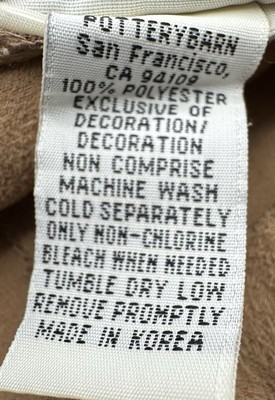 POTTERYBARN
San Francisco,
CA 94109
100% POLYESTER
EXCLUSIVE OF
DECORATION/
DECORATION
NON COMPRISE
MACHINE WASH
COLD SEPARATELY
ONLY NON-CHLORINE
BLEACH WHEN NEEDED
TUMBLE DRY LOW
REMOVE PROMPTLY
MADE IN KOREA